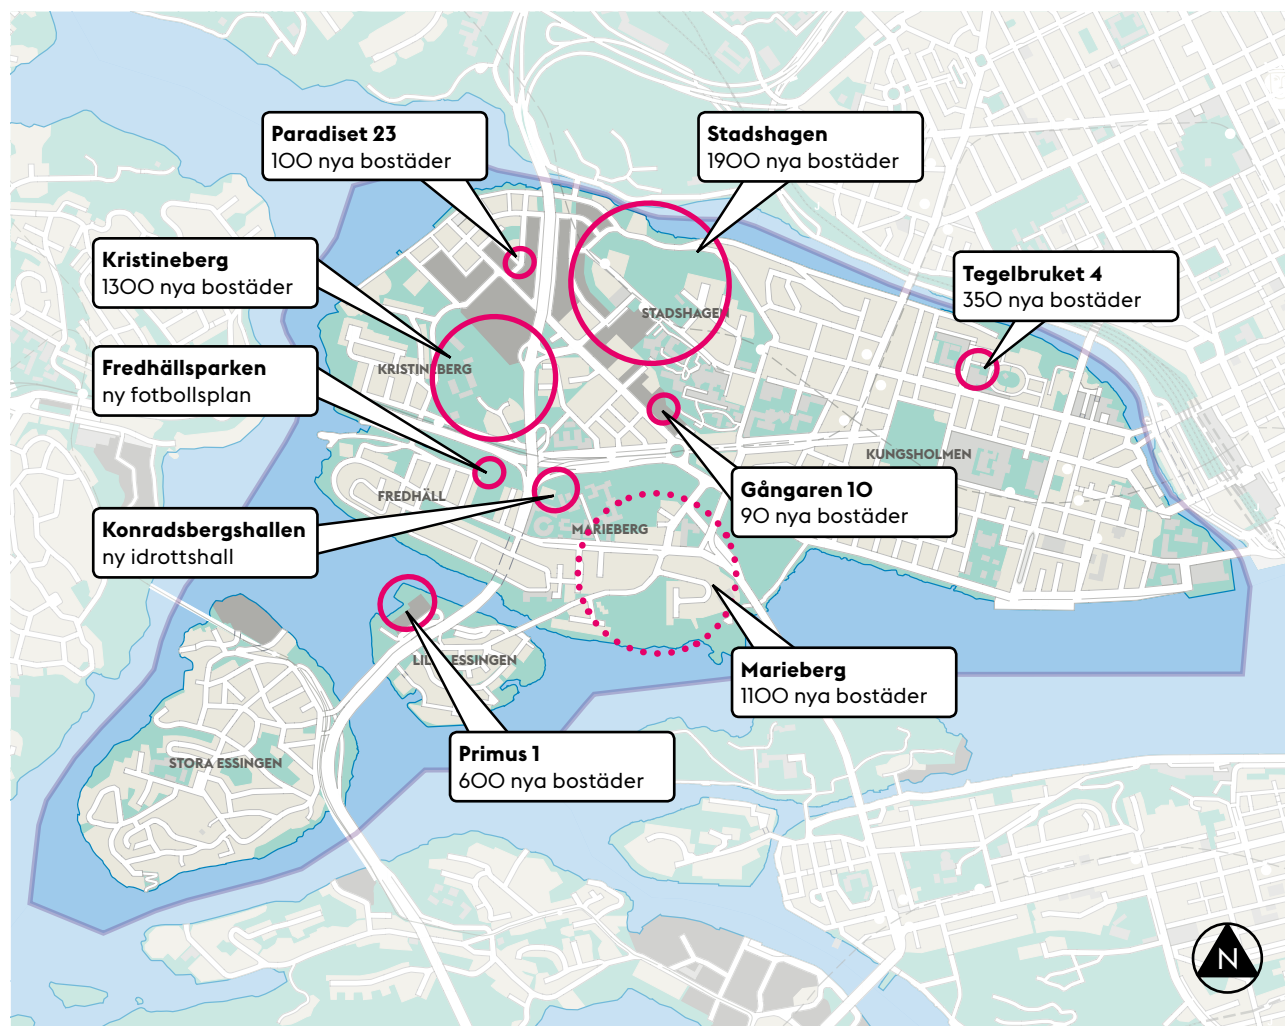 Paradiset 23
100 nya bostäder
Stadshagen
1900 nya bostäder
Kristineberg
1300 nya bostäder
Tegelbruket 4
350 nya bostäder
STADSHAGEN
Fredhällsparken
ny fotbollsplan
KRISTINEBERG
KUNGSHOLMEN
FREDHÄLL
Gångaren 10
90 nya bostäder
Konradsbergshallen
ny idrottshall
MARIEBERG
LILLA ESSINGEN
Marieberg
1100 nya bostäder
Primus 1
600 nya bostäder
STORA ESSINGEN
N